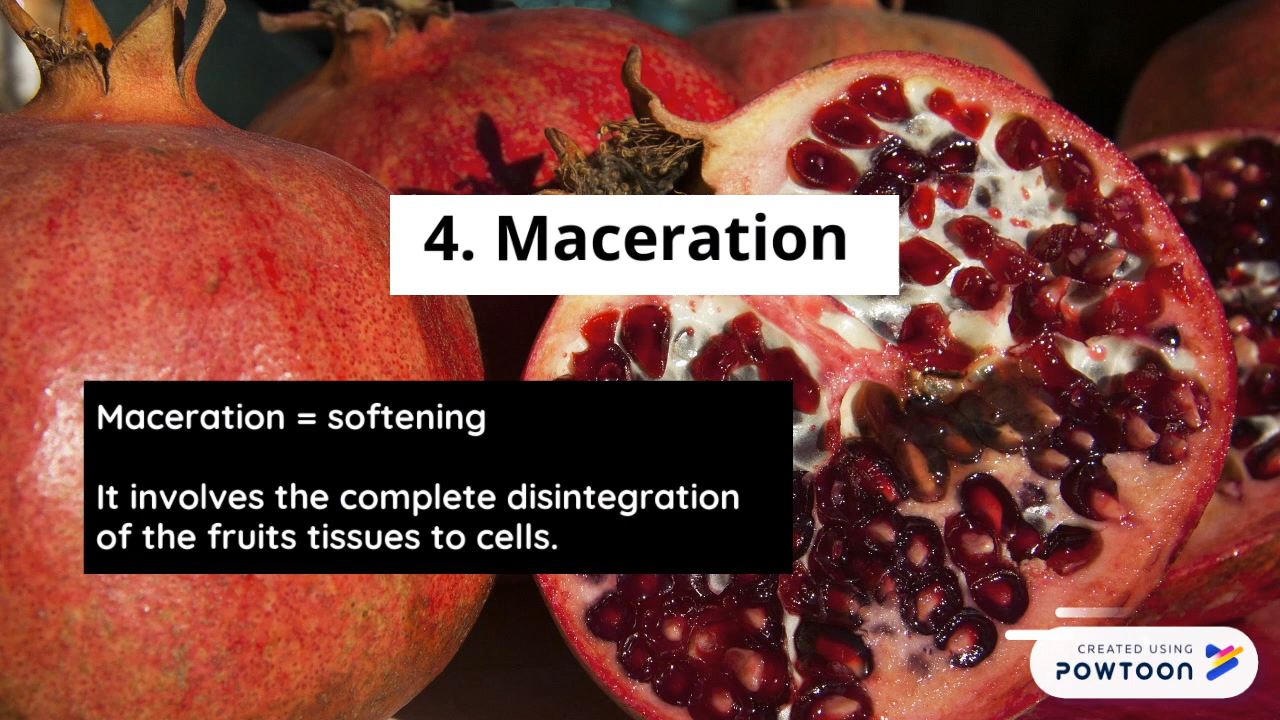 4. Maceration
Maceration = softening
It involves the complete disintegration
of the fruits tissues to cells.
CREATED USING
POWTOON